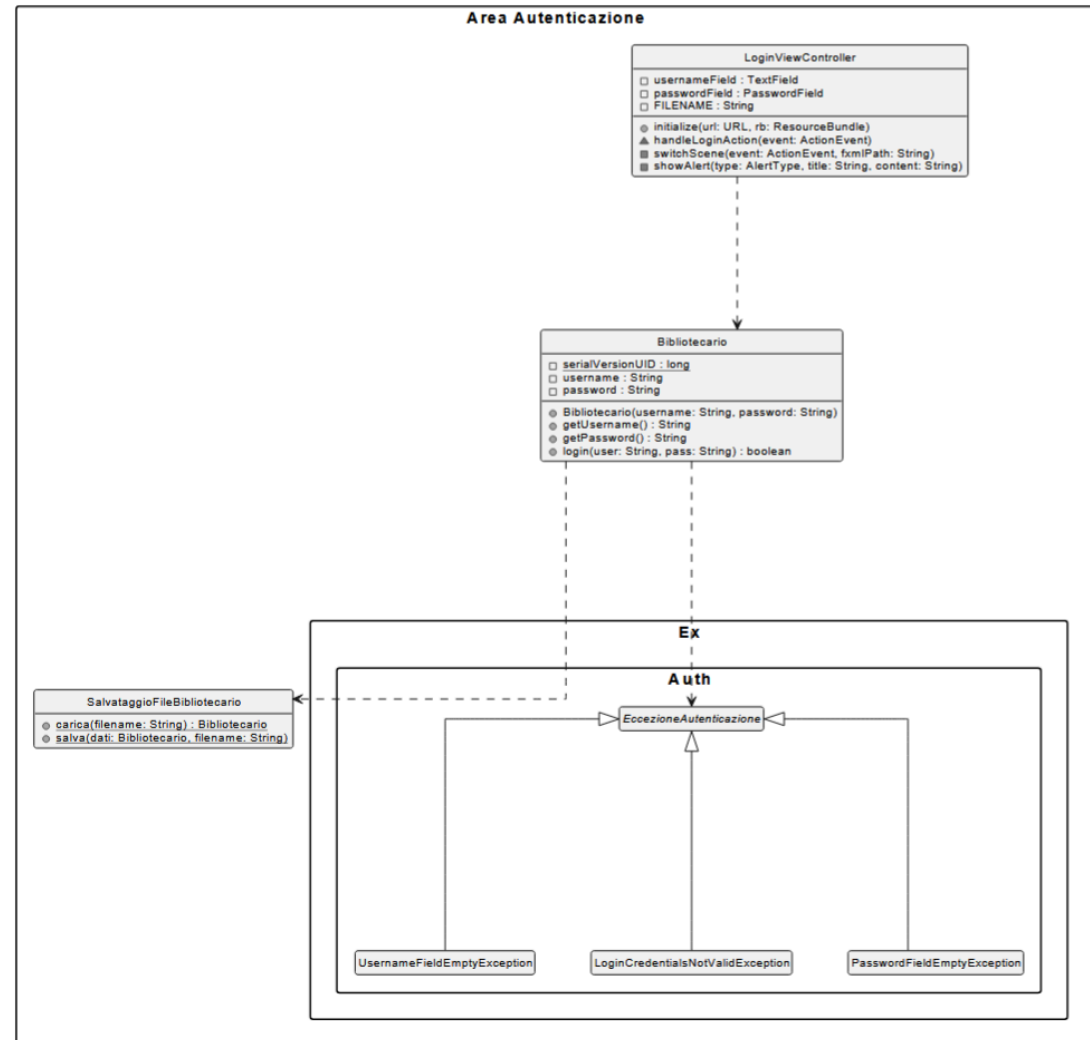 Area Autenticazione
LoginViewController
usernameField : TextField
passwordField : PasswordField
FILENAME : String
initialize(url: URL, rb: ResourceBundle)
handleLoginAction(event: ActionEvent)
switchScene(event: ActionEvent, fxmlPath: String)
showAlert(type: AlertType, title: String, content: String)
Bibliotecario
serialVersionUID : long
username : String
password : String
Bibliotecario(username: String, password: String)
getUsername() : String
getPassword() : String
login(user: String, pass: String) : boolean
Ex
Auth
SalvataggioFileBibliotecario
carica(filename: String) : Bibliotecario
salva(dati: Bibliotecario, filename: String)
EccezioneAutenticazione
UsernameFieldEmptyException
LoginCredentialsNotValidException
PasswordFieldEmptyException